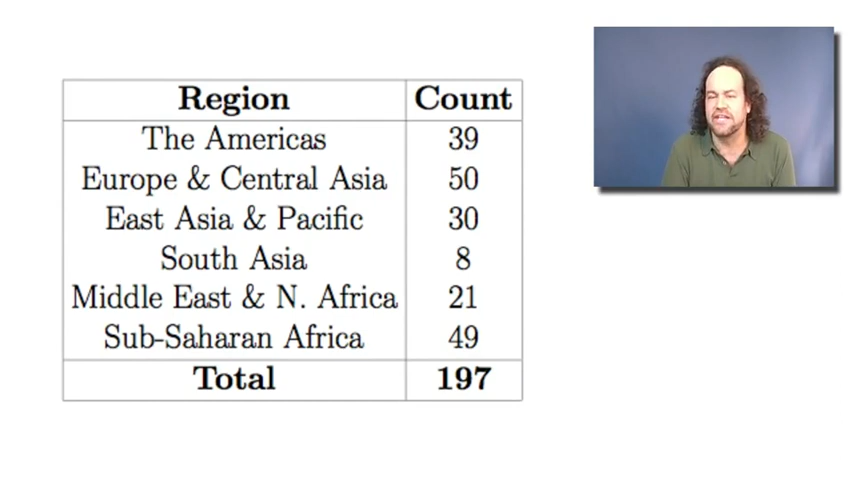 Region Count
The Americas 39
Europe & Central Asia 50
East Asia & Pacific 30
South Asia 8
Middle East & N. Africa 21
Sub-Saharan Africa 49
Total 197